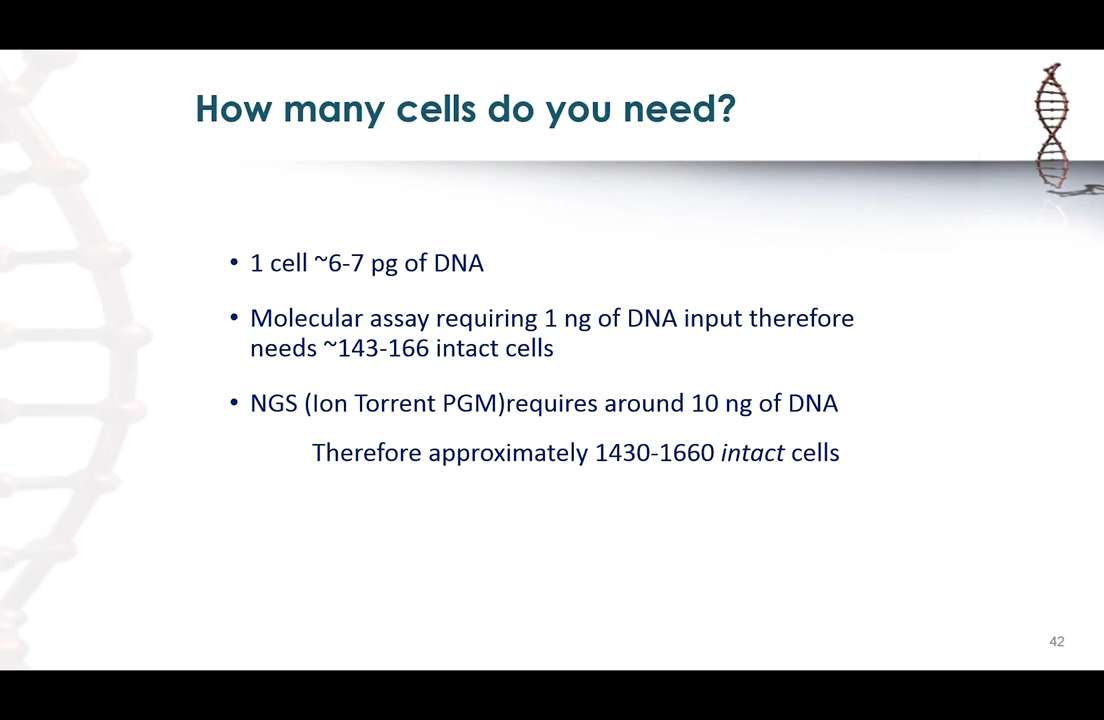 How many cells do you need?
• 1 cell ~6-7 pg of DNA
• Molecular assay requiring 1 ng of DNA input therefore
needs ~143-166 intact cells
• NGS (Ion Torrent PGM)requires around 10 ng of DNA
Therefore approximately 1430-1660 intact cells
42